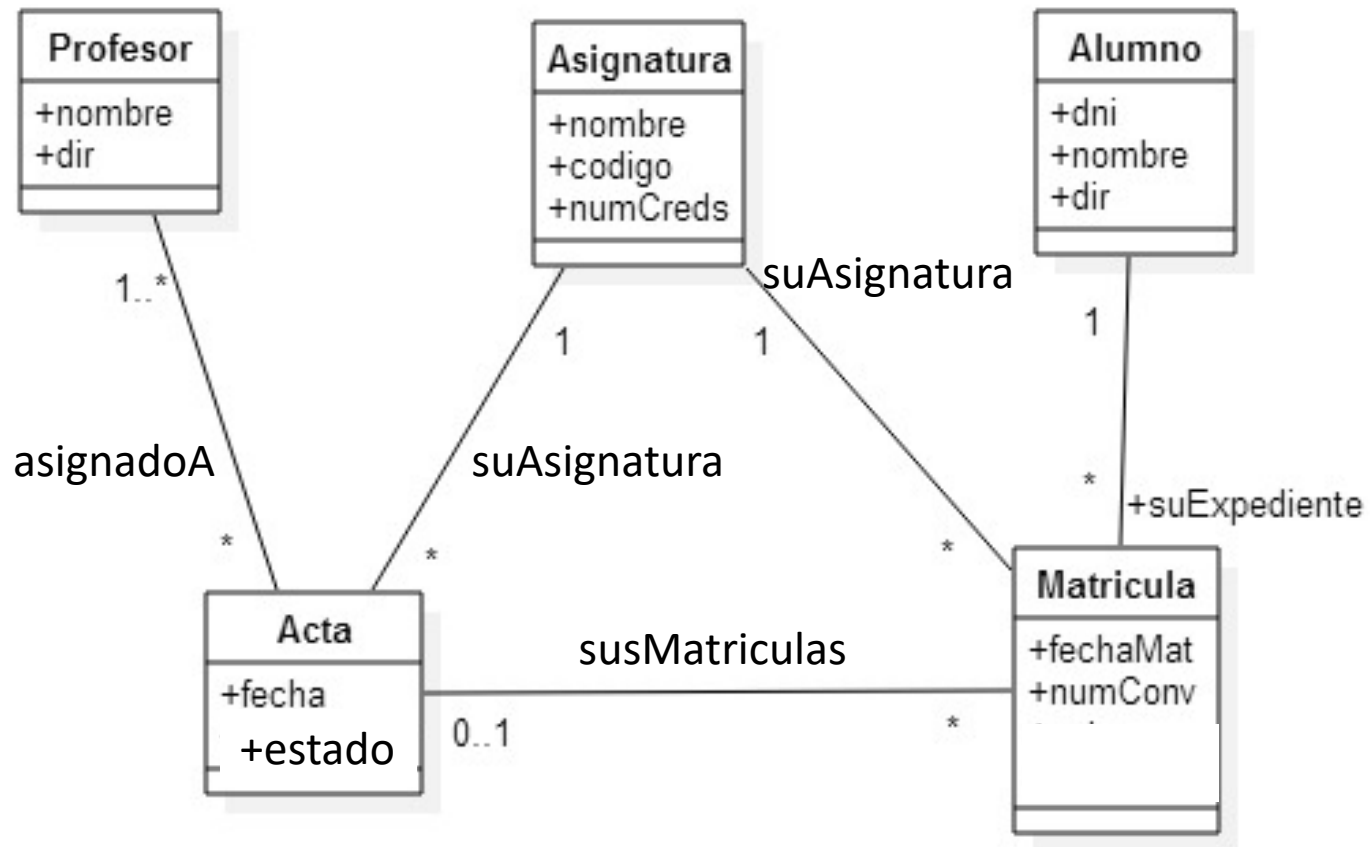 Profesor
+nombre
+dir
Asignatura
+nombre
+codigo
+numCreds
Alumno
+dni
+nombre
+dir
1..*
1
1
suAsignatura
1
asignadoA
suAsignatura
*
*
*
*
+suExpediente
Acta
+fecha
+estado
susMatriculas
0..1
*
Matricula
+fechaMat
+numConv